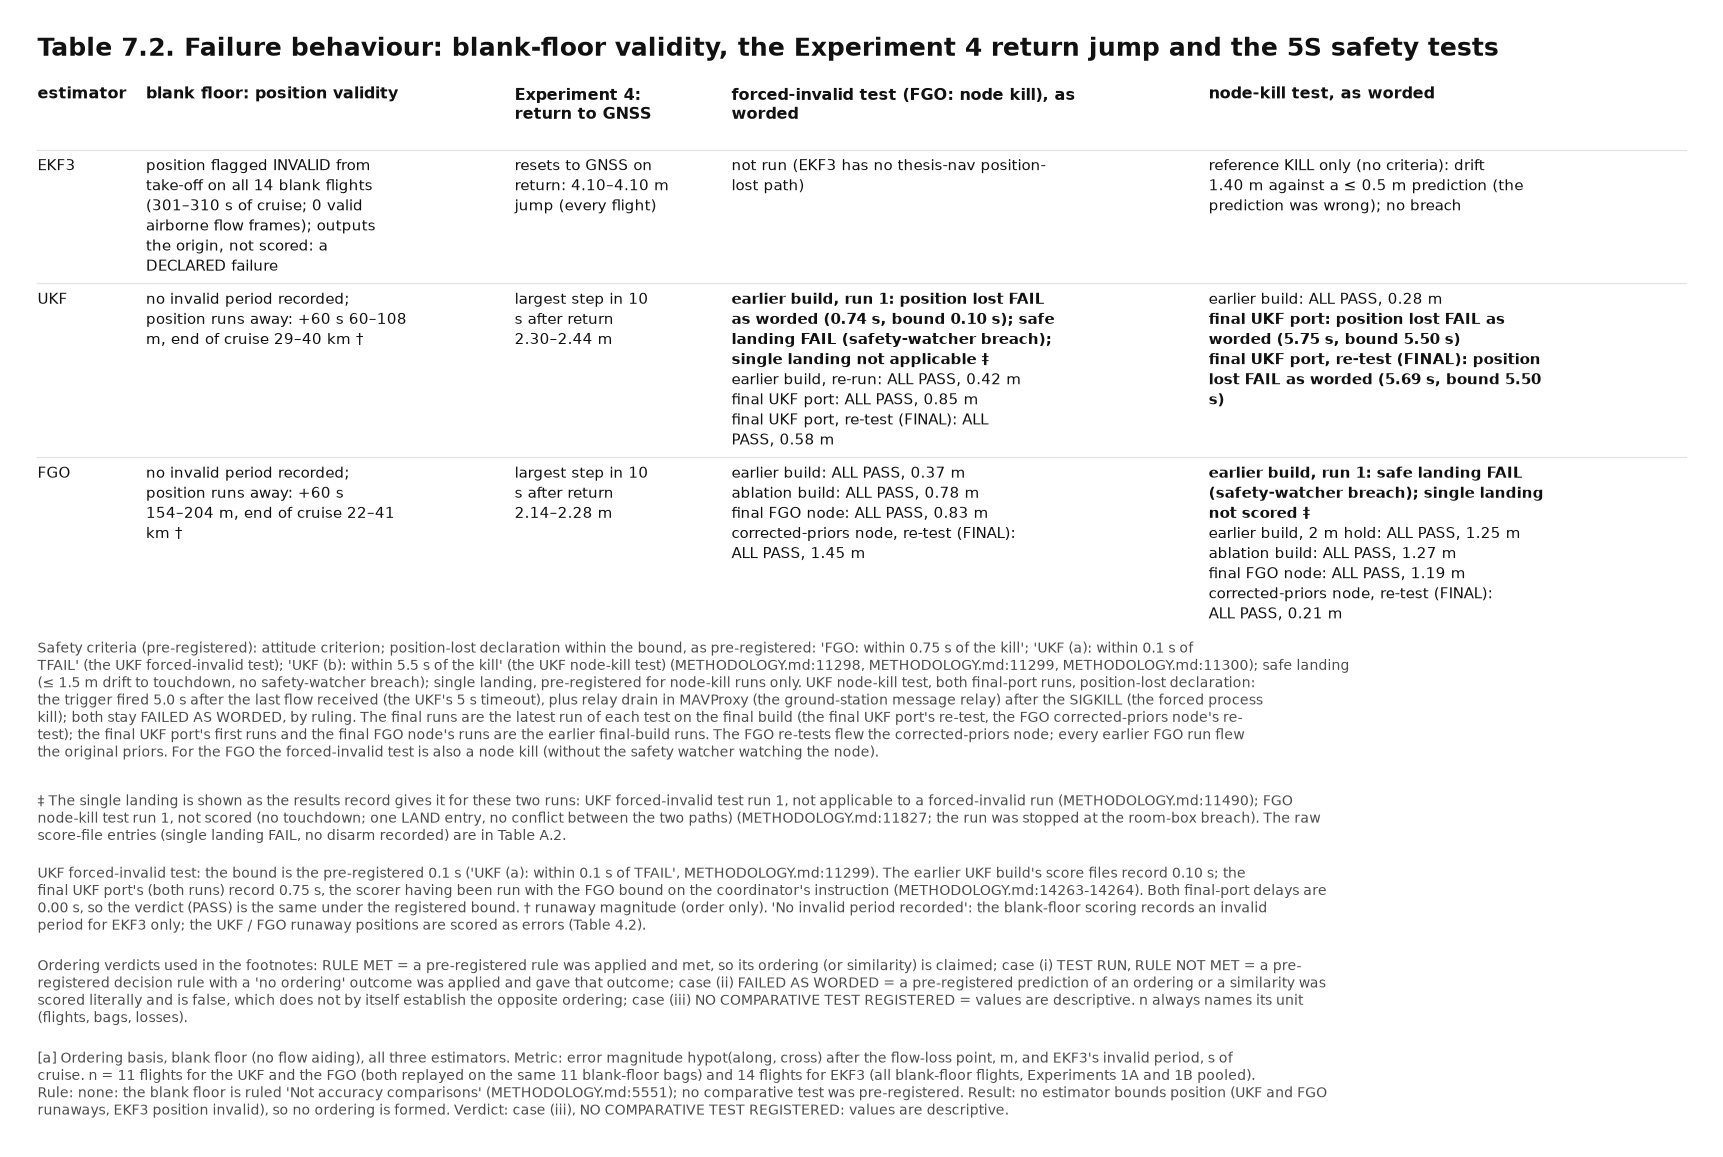 Table 7.2. Failure behaviour: blank-floor validity, the Experiment 4 return jump and the 5S safety tests
estimator
blank floor: position validity
Experiment 4:
return to GNSS
forced-invalid test (FGO: node kill), as
worded
node-kill test, as worded
EKF3
position flagged INVALID from
take-off on all 14 blank flights
(301–310 s of cruise; 0 valid
airborne flow frames); outputs
the origin, not scored: a
DECLARED failure
resets to GNSS on
return: 4.10–4.10 m
jump (every flight)
not run (EKF3 has no thesis-nav position-
lost path)
reference KILL only (no criteria): drift
1.40 m against a ≤ 0.5 m prediction (the
prediction was wrong); no breach
UKF
no invalid period recorded;
position runs away: +60 s 60–108
m, end of cruise 29–40 km †
largest step in 10
s after return
2.30–2.44 m
earlier build, run 1: position lost FAIL
as worded (0.74 s, bound 0.10 s); safe
landing FAIL (safety-watcher breach);
single landing not applicable ‡
earlier build, re-run: ALL PASS, 0.42 m
final UKF port: ALL PASS, 0.85 m
final UKF port, re-test (FINAL): ALL
PASS, 0.58 m
earlier build: ALL PASS, 0.28 m
final UKF port: position lost FAIL as
worded (5.75 s, bound 5.50 s)
final UKF port, re-test (FINAL): position
lost FAIL as worded (5.69 s, bound 5.50
s)
FGO
no invalid period recorded;
position runs away: +60 s
154–204 m, end of cruise 22–41
km †
largest step in 10
s after return
2.14–2.28 m
earlier build: ALL PASS, 0.37 m
ablation build: ALL PASS, 0.78 m
final FGO node: ALL PASS, 0.83 m
corrected-priors node, re-test (FINAL):
ALL PASS, 1.45 m
earlier build, run 1: safe landing FAIL
(safety-watcher breach); single landing
not scored ‡
earlier build, 2 m hold: ALL PASS, 1.25 m
ablation build: ALL PASS, 1.27 m
final FGO node: ALL PASS, 1.19 m
corrected-priors node, re-test (FINAL):
ALL PASS, 0.21 m
Safety criteria (pre-registered): attitude criterion; position-lost declaration within the bound, as pre-registered: 'FGO: within 0.75 s of the kill'; 'UKF (a): within 0.1 s of
TFAIL' (the UKF forced-invalid test); 'UKF (b): within 5.5 s of the kill' (the UKF node-kill test) (METHODOLOGY.md:11298, METHODOLOGY.md:11299, METHODOLOGY.md:11300); safe landing
(≤ 1.5 m drift to touchdown, no safety-watcher breach); single landing, pre-registered for node-kill runs only. UKF node-kill test, both final-port runs, position-lost declaration:
the trigger fired 5.0 s after the last flow received (the UKF's 5 s timeout), plus relay drain in MAVProxy (the ground-station message relay) after the SIGKILL (the forced process
kill); both stay FAILED AS WORDED, by ruling. The final runs are the latest run of each test on the final build (the final UKF port's re-test, the FGO corrected-priors node's re-
test); the final UKF port's first runs and the final FGO node's runs are the earlier final-build runs. The FGO re-tests flew the corrected-priors node; every earlier FGO run flew
the original priors. For the FGO the forced-invalid test is also a node kill (without the safety watcher watching the node).
‡ The single landing is shown as the results record gives it for these two runs: UKF forced-invalid test run 1, not applicable to a forced-invalid run (METHODOLOGY.md:11490); FGO
node-kill test run 1, not scored (no touchdown; one LAND entry, no conflict between the two paths) (METHODOLOGY.md:11827; the run was stopped at the room-box breach). The raw
score-file entries (single landing FAIL, no disarm recorded) are in Table A.2.
UKF forced-invalid test: the bound is the pre-registered 0.1 s ('UKF (a): within 0.1 s of TFAIL', METHODOLOGY.md:11299). The earlier UKF build's score files record 0.10 s; the
final UKF port's (both runs) record 0.75 s, the scorer having been run with the FGO bound on the coordinator's instruction (METHODOLOGY.md:14263-14264). Both final-port delays are
0.00 s, so the verdict (PASS) is the same under the registered bound. † runaway magnitude (order only). 'No invalid period recorded': the blank-floor scoring records an invalid
period for EKF3 only; the UKF / FGO runaway positions are scored as errors (Table 4.2).
Ordering verdicts used in the footnotes: RULE MET = a pre-registered rule was applied and met, so its ordering (or similarity) is claimed; case (i) TEST RUN, RULE NOT MET = a pre-
registered decision rule with a 'no ordering' outcome was applied and gave that outcome; case (ii) FAILED AS WORDED = a pre-registered prediction of an ordering or a similarity was
scored literally and is false, which does not by itself establish the opposite ordering; case (iii) NO COMPARATIVE TEST REGISTERED = values are descriptive. n always names its unit
(flights, bags, losses).
[a] Ordering basis, blank floor (no flow aiding), all three estimators. Metric: error magnitude hypot(along, cross) after the flow-loss point, m, and EKF3's invalid period, s of
cruise. n = 11 flights for the UKF and the FGO (both replayed on the same 11 blank-floor bags) and 14 flights for EKF3 (all blank-floor flights, Experiments 1A and 1B pooled).
Rule: none: the blank floor is ruled 'Not accuracy comparisons' (METHODOLOGY.md:5551); no comparative test was pre-registered. Result: no estimator bounds position (UKF and FGO
runaways, EKF3 position invalid), so no ordering is formed. Verdict: case (iii), NO COMPARATIVE TEST REGISTERED: values are descriptive.